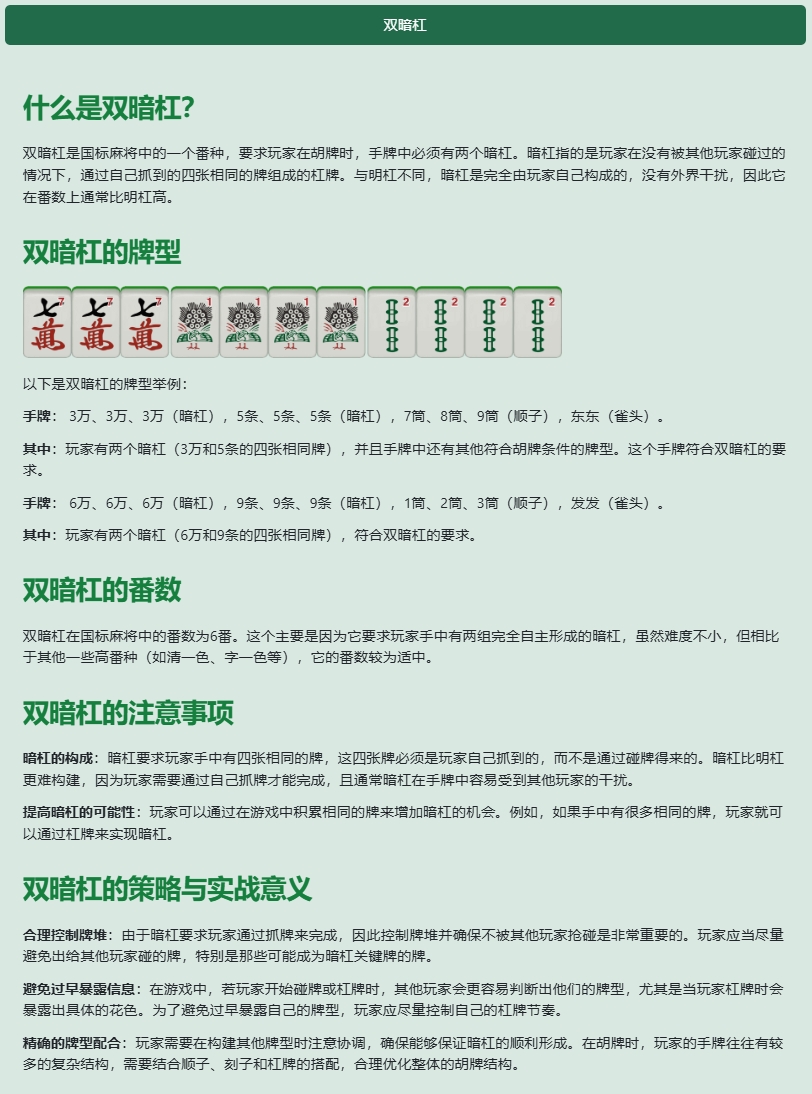 双暗杠
什么是双暗杠？
双暗杠是国标麻将中的一个番种，要求玩家在胡牌时，手牌中必须有两个暗杠。暗杠指的是玩家在没有被其他玩家碰过的
情况下，通过自己抓到的四张相同的牌组成的杠牌。与明杠不同，暗杠是完全由玩家自己构成的，没有外界干扰，因此它
在番数上通常比明杠高。
双暗杠的牌型
七萬 7 七萬 7 七萬 7 1 1 1 1 2 2 2 2
以下是双暗杠的牌型举例：
手牌： 3万、3万、3万（暗杠），5条、5条、5条（暗杠），7筒、8筒、9筒（顺子），东东（雀头）。
其中：玩家有两个暗杠（3万和5条的四张相同牌），并且手牌中还有其他符合胡牌条件的牌型。这个手牌符合双暗杠的要
求。
手牌： 6万、6万、6万（暗杠），9条、9条、9条（暗杠），1筒、2筒、3筒（顺子），发发（雀头）。
其中：玩家有两个暗杠（6万和9条的四张相同牌），符合双暗杠的要求。
双暗杠的番数
双暗杠在国标麻将中的番数为6番。这个主要是因为它要求玩家手中有两组完全自主形成的暗杠，虽然难度不小，但相比
于其他一些高番种（如清一色、字一色等），它的番数较为适中。
双暗杠的注意事项
暗杠的构成：暗杠要求玩家手中有四张相同的牌，这四张牌必须是玩家自己抓到的，而不是通过碰牌得来的。暗杠比明杠
更难构建，因为玩家需要通过自己抓牌才能完成，且通常暗杠在手牌中容易受到其他玩家的干扰。
提高暗杠的可能性：玩家可以通过在游戏中积累相同的牌来增加暗杠的机会。例如，如果手中有很多相同的牌，玩家就可
以通过杠牌来实现暗杠。
双暗杠的策略与实战意义
合理控制牌堆：由于暗杠要求玩家通过抓牌来完成，因此控制牌堆并确保不被其他玩家抢碰是非常重要的。玩家应当尽量
避免出给其他玩家碰的牌，特别是那些可能成为暗杠关键牌的牌。
避免过早暴露信息：在游戏中，若玩家开始碰牌或杠牌时，其他玩家会更容易判断出他们的牌型，尤其是当玩家杠牌时会
暴露出具体的花色。为了避免过早暴露自己的牌型，玩家应尽量控制自己的杠牌节奏。
精确的牌型配合：玩家需要在构建其他牌型时注意协调，确保能够保证暗杠的顺利形成。在胡牌时，玩家的手牌往往有较
多的复杂结构，需要结合顺子、刻子和杠牌的搭配，合理优化整体的胡牌结构。